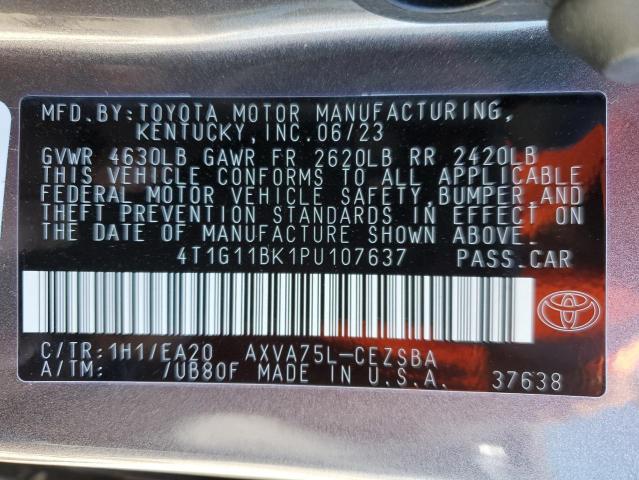 MFD.BY:TOYOTA MOTOR MANUFACTURING,
KENTUCKY,INC.06/23
GVWR 4630LB GAWR FR 2620LB RR 2420LB
THIS VEHICLE CONFORMS TO ALL APPLICABLE
FEDERAL MOTOR VEHICLE SAFETY,BUMPER,AND
THEFT PREVENTION STANDARDS IN EFFECT ON
THE DATE OF MANUFACTURE SHOWN ABOVE.
4T1G11BK1PU107637 PASS.CAR
C/TR:1H1/EA20 AXVA75L-CEZSBA
A/TM: /UB80F MADE IN U.S.A. 37638